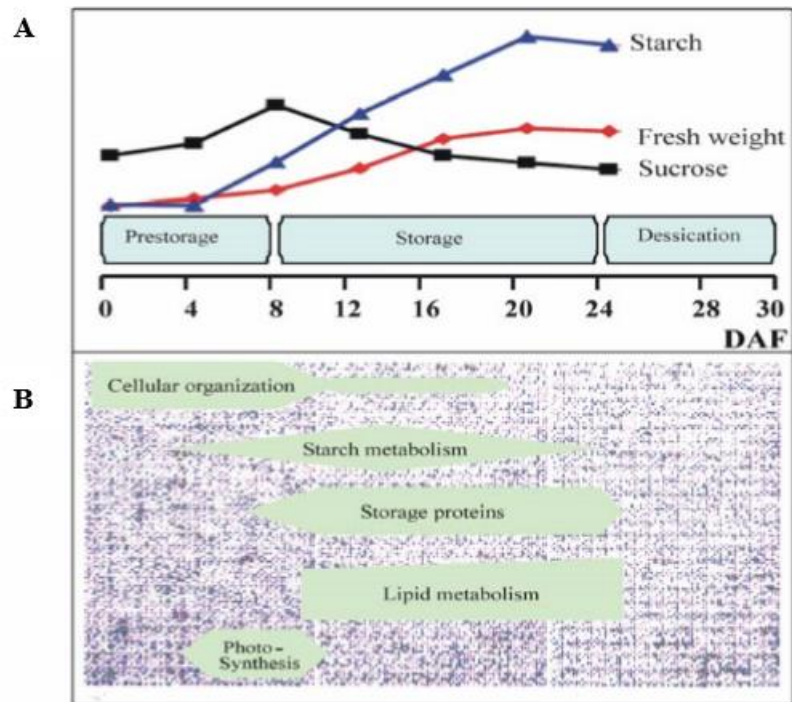 A
Starch
Fresh weight
Sucrose
Prestorage
Storage
Dessication
0 4 8 12 16 20 24 28 30
DAF
B
Cellular organization
Starch metabolism
Storage proteins
Lipid metabolism
Photo-
Synthesis